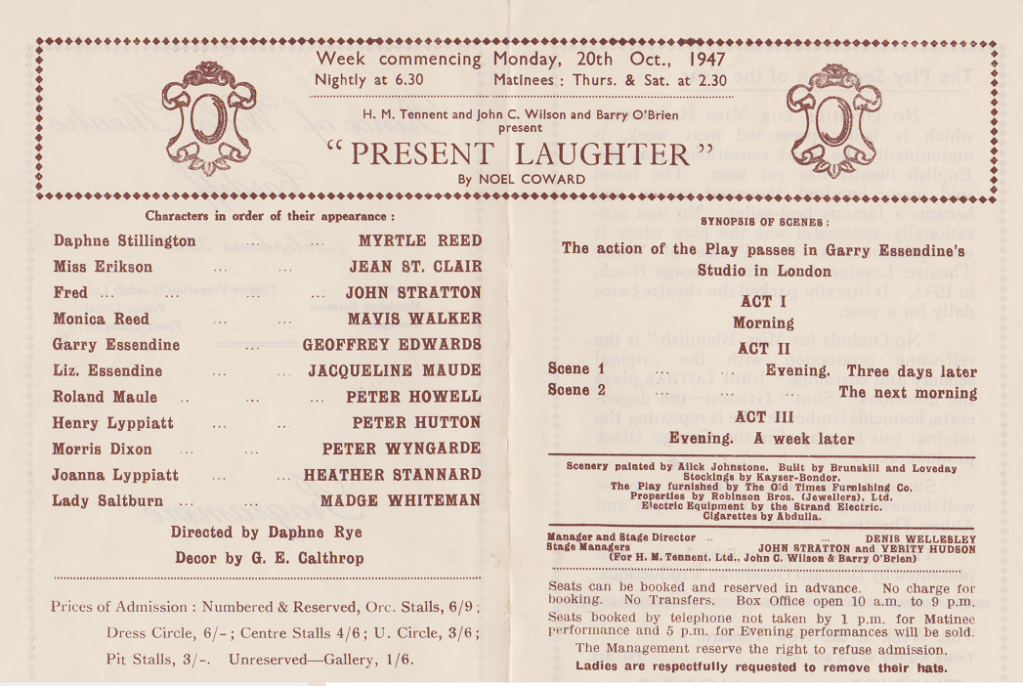 Week commencing Monday, 20th Oct., 1947
Nightly at 6.30 Matinees : Thurs. & Sat. at 2.30
H. M. Tennent and John C. Wilson and Barry O'Brien
present
"PRESENT LAUGHTER"
By NOEL COWARD
Characters in order of their appearance :
Daphne Stillington ... MYRTLE REED
Miss Erikson ... ... JEAN ST. CLAIR
Fred ... ... ... ... JOHN STRATTON
Monica Reed ... ... MAVIS WALKER
Garry Essendine ... GEOFFREY EDWARDS
Liz. Essendine ... ... JACQUELINE MAUDE
Roland Maule .. ... ... PETER HOWELL
Henry Lyppiatt ... ... PETER HUTTON
Morris Dixon ... ... PETER WYNGARDE
Joanna Lyppiatt ... ... HEATHER STANNARD
Lady Saltburn ... ... MADGE WHITEMAN
Directed by Daphne Rye
Decor by G. E. Calthrop
Prices of Admission : Numbered & Reserved, Orc. Stalls, 6/9 ;
Dress Circle, 6/- ; Centre Stalls 4/6 ; U. Circle, 3/6 ;
Pit Stalls, 3/-. Unreserved—Gallery, 1/6.
SYNOPSIS OF SCENES :
The action of the Play passes in Garry Essendine's
Studio in London
ACT I
Morning
ACT II
Scene 1 ... ... Evening. Three days later
Scene 2 ... ... ... The next morning
ACT III
Evening. A week later
Scenery painted by Alick Johnstone. Built by Brunskill and Loveday
Stockings by Kayser-Bondor.
The Play furnished by The Old Times Furnishing Co.
Properties by Robinson Bros. (Jewellers), Ltd.
Electric Equipment by the Strand Electric.
Cigarettes by Abdulla.
Manager and Stage Director .. ... DENIS WELLESLEY
Stage Managers ... JOHN STRATTON and VERITY HUDSON
(For H. M. Tennent, Ltd., John C. Wilson & Barry O'Brien)
Seats can be booked and reserved in advance. No charge for
booking. No Transfers. Box Office open 10 a.m. to 9 p.m.
Seats booked by telephone not taken by 1 p.m. for Matinee
performance and 5 p.m. for Evening performances will be sold.
The Management reserve the right to refuse admission.
Ladies are respectfully requested to remove their hats.